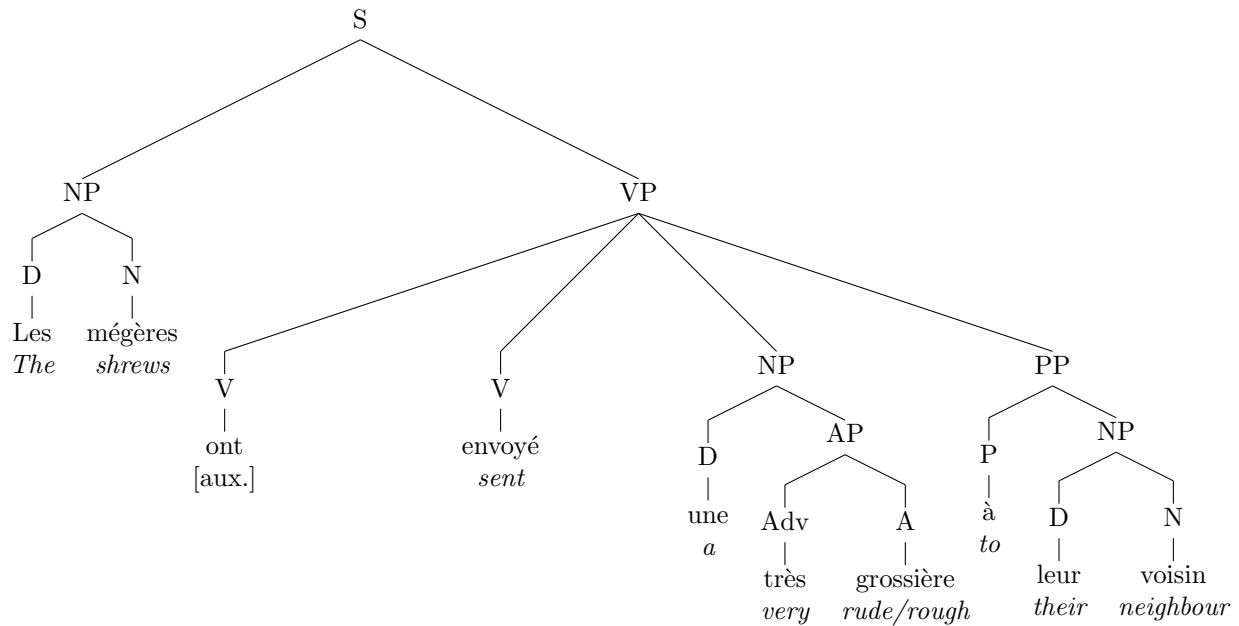 S
NP VP
D N
Les mégères
The shrews
V V NP PP
ont envoyé D AP P NP
[aux.] sent
une Adv A à D N
a to
très grossière leur voisin
very rude/rough their neighbour